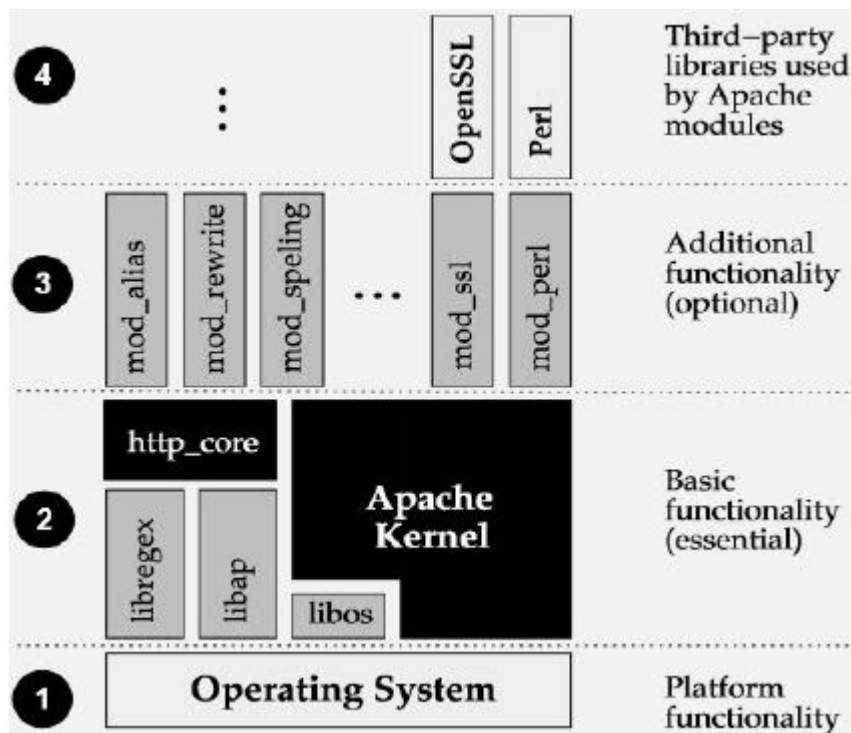 4
OpenSSL
Perl
Third–party
libraries used
by Apache
modules
3
mod_alias
mod_rewrite
mod_speling
...
mod_ssl
mod_perl
Additional
functionality
(optional)
2
http_core
libregex
libap
Apache
Kernel
libos
Basic
functionality
(essential)
1
Operating System
Platform
functionality